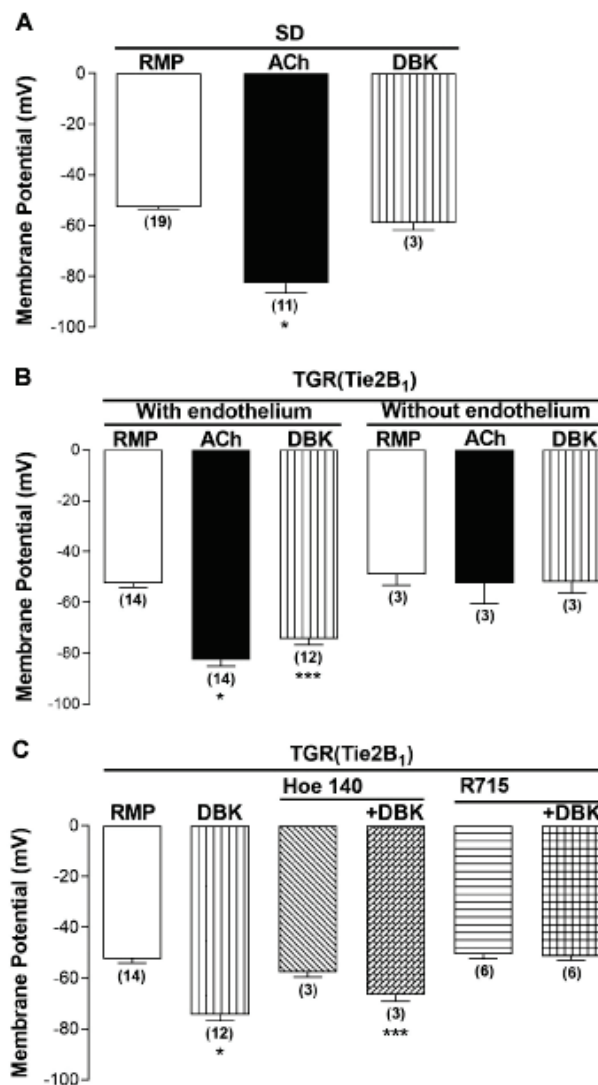 A
SD
RMP ACh DBK
Membrane Potential (mV)
0
-20
-40
-60
-80
-100
(19)
(11)
*
(3)
B
TGR(Tie2B₁)
With endothelium Without endothelium
RMP ACh DBK RMP ACh DBK
Membrane Potential (mV)
0
-20
-40
-60
-80
-100
(14)
(14)
*
(12)
***
(3)
(3)
(3)
C
TGR(Tie2B₁)
Hoe 140 R715
RMP DBK +DBK +DBK
Membrane Potential (mV)
0
-20
-40
-60
-80
-100
(14)
(12)
*
(3)
(3)
***
(6)
(6)